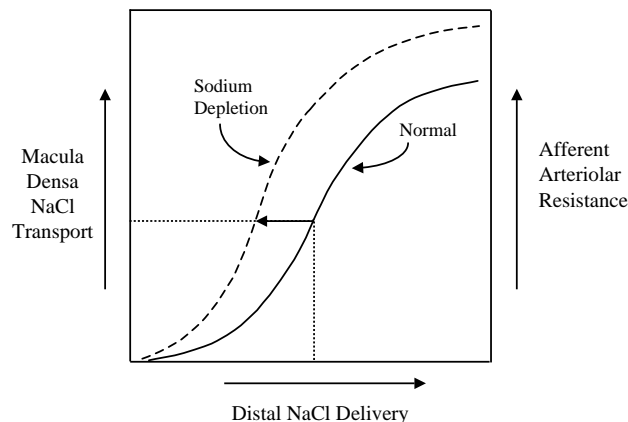 Sodium
Depletion
Normal
Macula
Densa
NaCl
Transport
Afferent
Arteriolar
Resistance
Distal NaCl Delivery